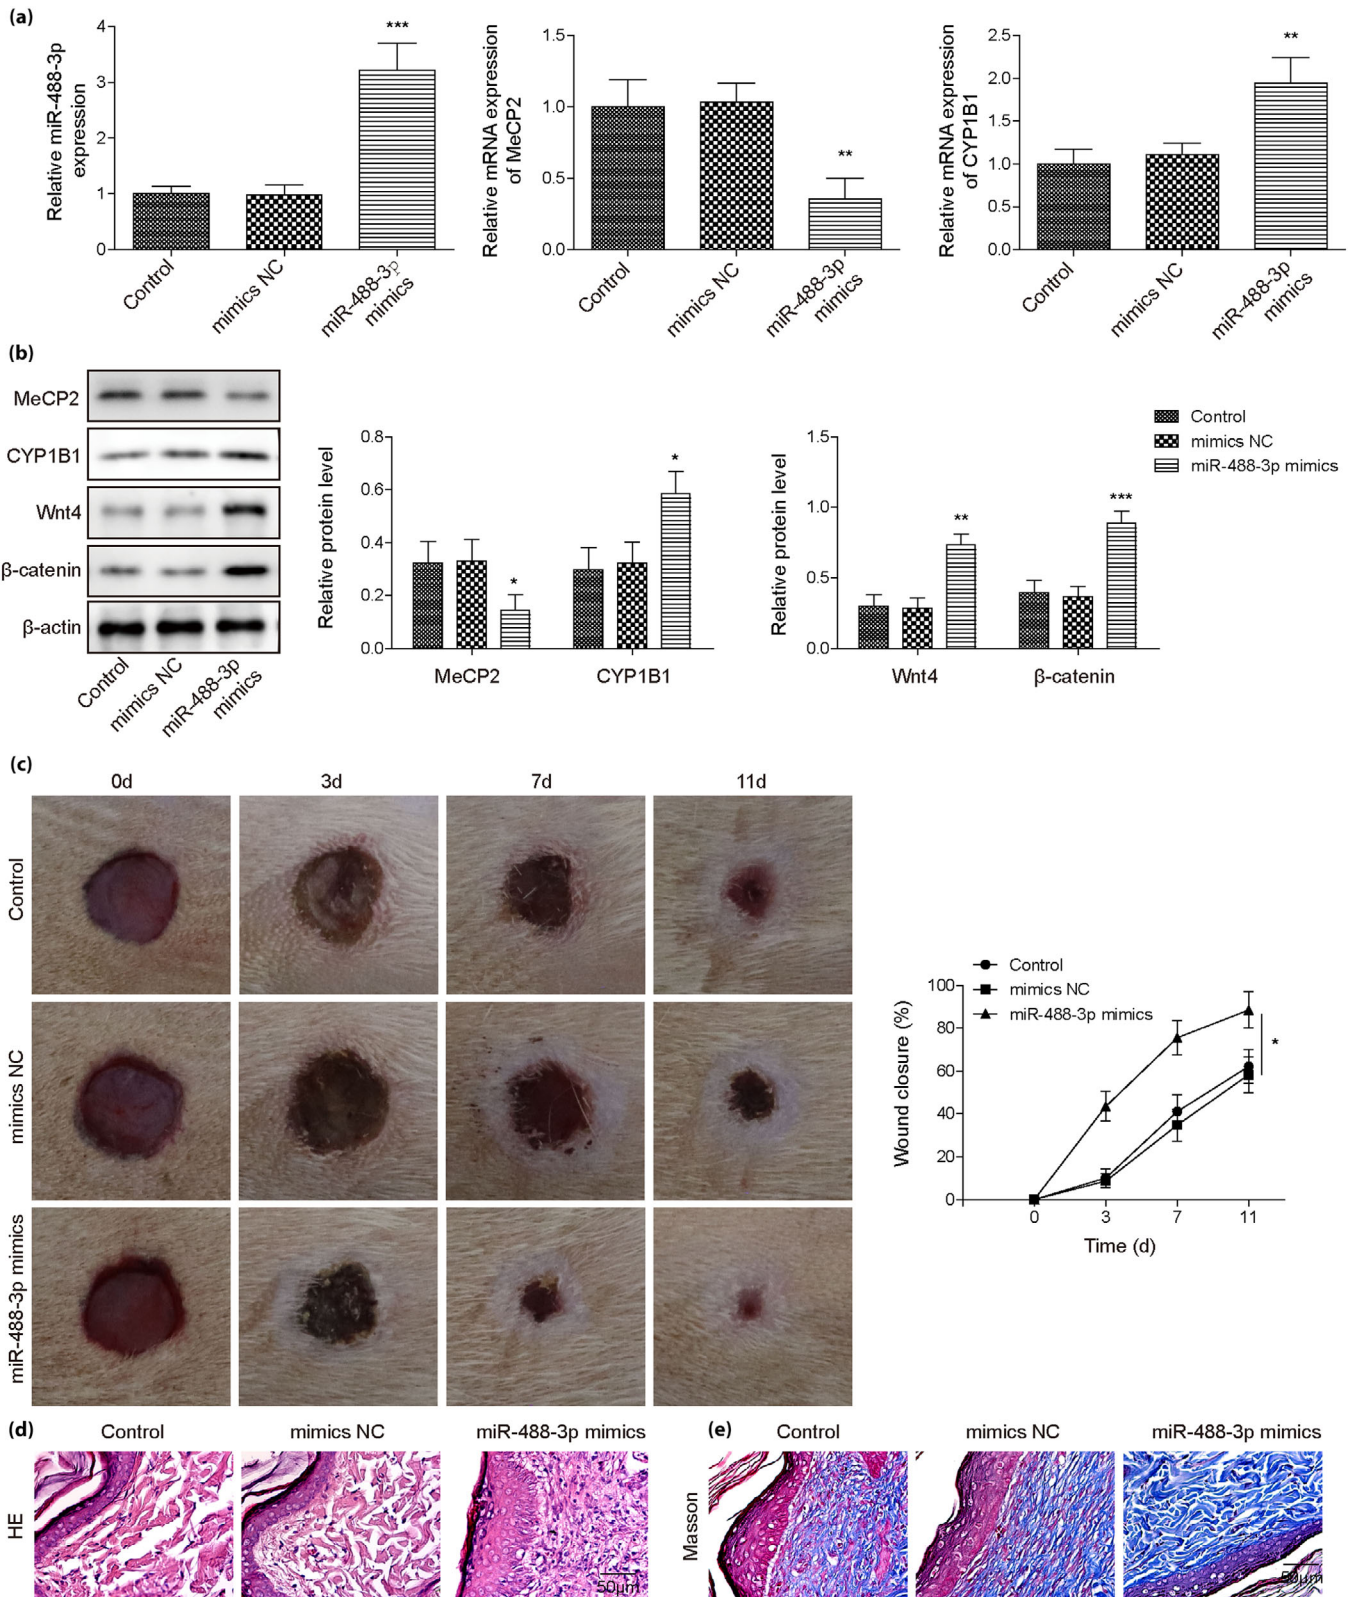 (a)
Relative miR-488-3p
expression
4
3
2
1
0
***
Control
mimics NC
miR-488-3p
mimics
Relative mRNA expression
of MeCP2
1.5
1.0
0.5
0.0
**
Control
mimics NC
miR-488-3p
mimics
Relative mRNA expression
of CYP1B1
2.5
2.0
1.5
1.0
0.5
0.0
**
Control
mimics NC
miR-488-3p
mimics
(b)
MeCP2
CYP1B1
Wnt4
β-catenin
β-actin
Control
mimics NC
miR-488-3p
mimics
Relative protein level
0.8
0.6
0.4
0.2
0.0
*
*
MeCP2
CYP1B1
Relative protein level
1.5
1.0
0.5
0.0
**
***
Wnt4
β-catenin
Control
mimics NC
miR-488-3p mimics
(c)
0d
3d
7d
11d
Control
mimics NC
miR-488-3p mimics
Control
mimics NC
miR-488-3p mimics
Wound closure (%)
100
80
60
40
20
0
*
0
3
7
11
Time (d)
(d)
Control
mimics NC
miR-488-3p mimics
HE
50μm
(e)
Control
mimics NC
miR-488-3p mimics
Masson
50μm